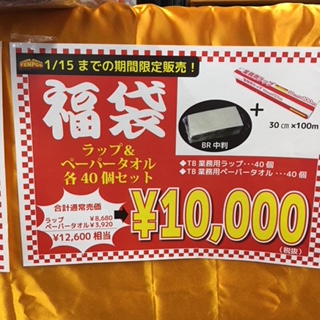 TENPOS
1/15 までの期間限定販売!
福袋
ラップ&
ペーパータオル
各40個セット
BR 中判
+
30㎝×100m
◆TB 業務用ラップ・・・40 個
◆TB 業務用ペーパータオル・・・40 個
合計通常売価
ラップ ¥8,680
ペーパータオル¥3,920
¥12,600 相当
¥10,000
(税抜)